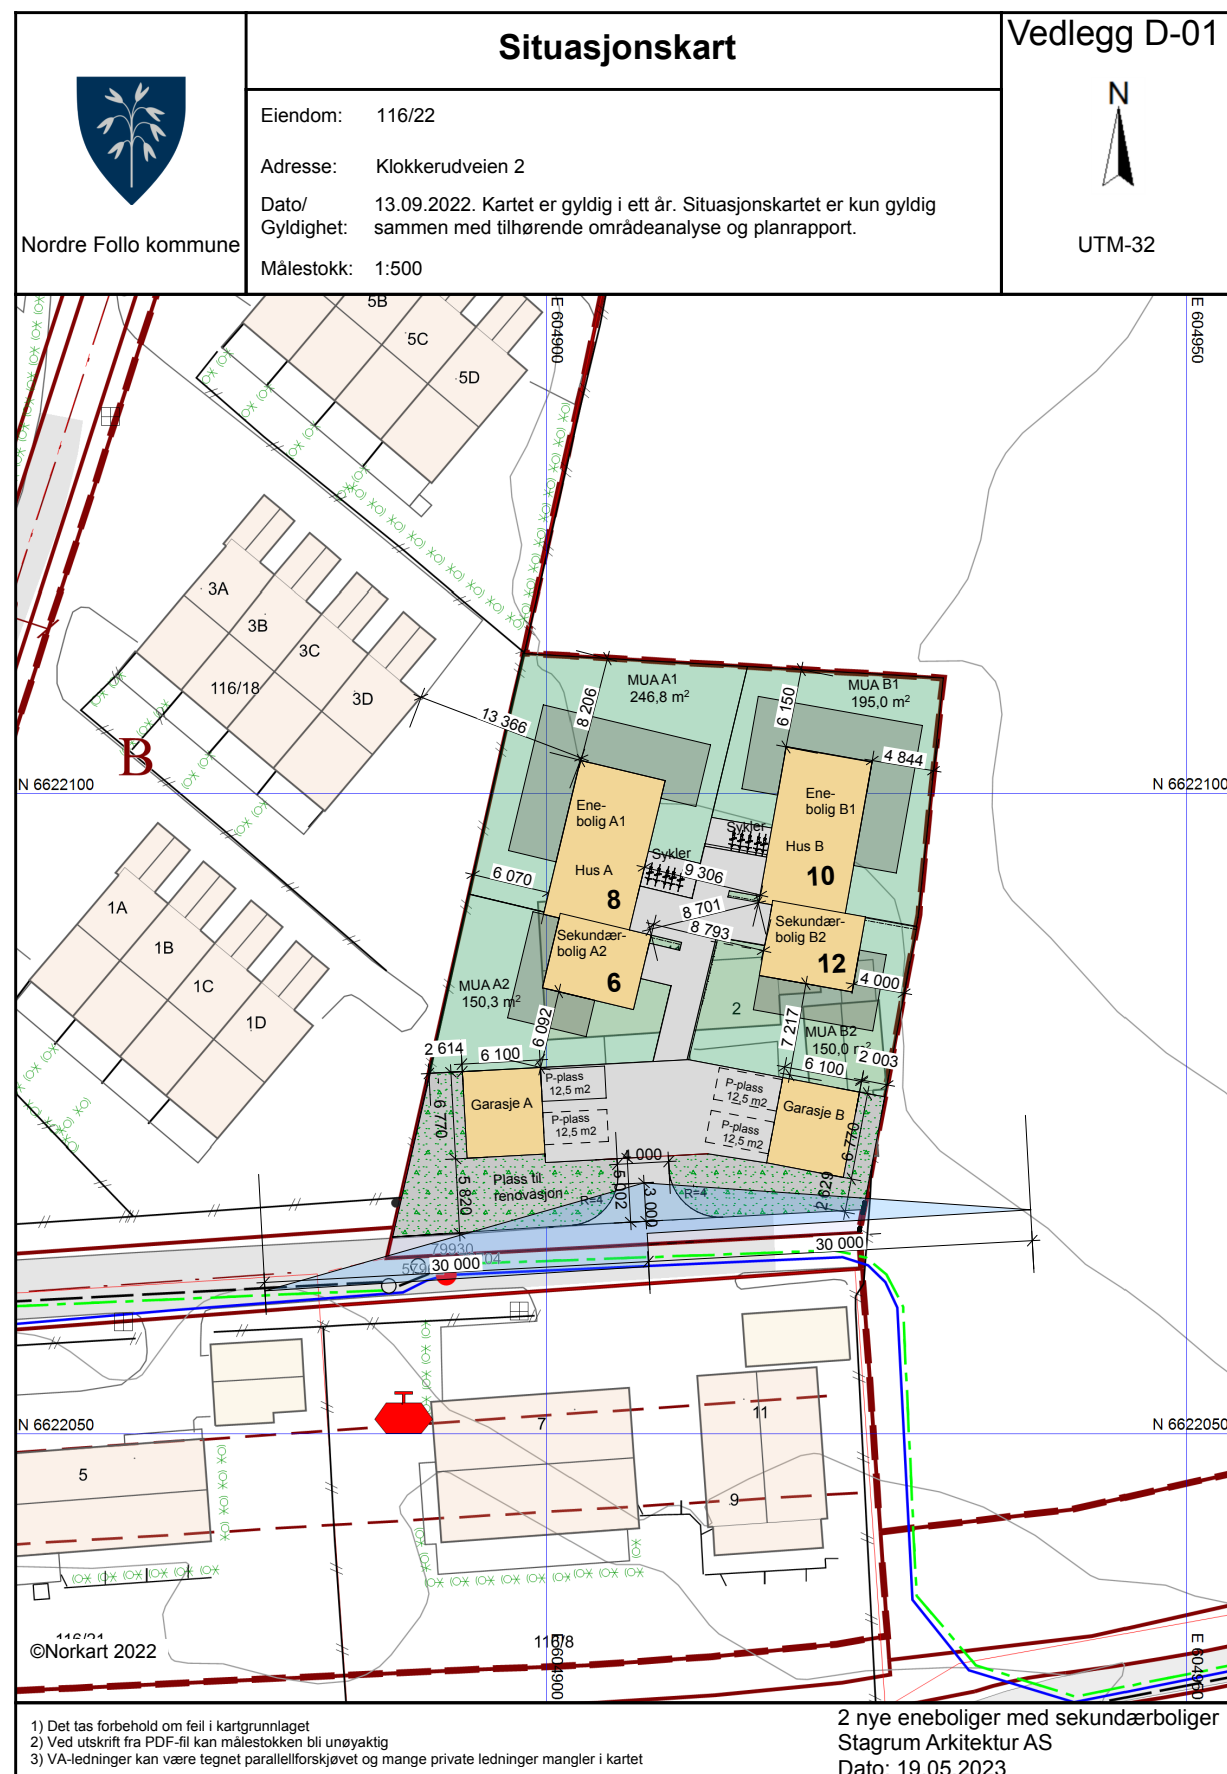 Situasjonskart
Vedlegg D-01
Nordre Follo kommune
Eiendom: 116/22
Adresse: Klokkerudveien 2
Dato/ 13.09.2022. Kartet er gyldig i ett år. Situasjonskartet er kun gyldig
Gyldighet: sammen med tilhørende områdeanalyse og planrapport.
Målestokk: 1:500
N
UTM-32
E 604900
E 604950
5B
5C
5D
3A
3B
3C
3D
116/18
B
1A
1B
1C
1D
N 6622100
N 6622100
13 366
8 206
MUA A1
246,8 m²
6 150
MUA B1
195,0 m²
4 844
Ene-
bolig A1
Hus A
8
Ene-
bolig B1
Hus B
10
Sykler
Sykler
6 070
9 306
8 701
8 793
Sekundær-
bolig A2
6
Sekundær-
bolig B2
12
MUA A2
150,3 m²
4 000
2
6 092
7 217
MUA B2
150,0 m²
2 614
6 100
6 100
2 003
P-plass
12,5 m2
P-plass
12,5 m2
P-plass
12,5 m2
P-plass
12,5 m2
Garasje A
Garasje B
6 770
6 770
4 000
Plass til
renovasjon
5 820
5 002
3 000
2 629
R=4
R=4
79930
30 000
30 000
N 6622050
N 6622050
5
7
11
9
116/21
116/8
©Norkart 2022
E 604900
1) Det tas forbehold om feil i kartgrunnlaget
2) Ved utskrift fra PDF-fil kan målestokken bli unøyaktig
3) VA-ledninger kan være tegnet parallellforskjøvet og mange private ledninger mangler i kartet
2 nye eneboliger med sekundærboliger
Stagrum Arkitektur AS
Dato: 19.05.2023